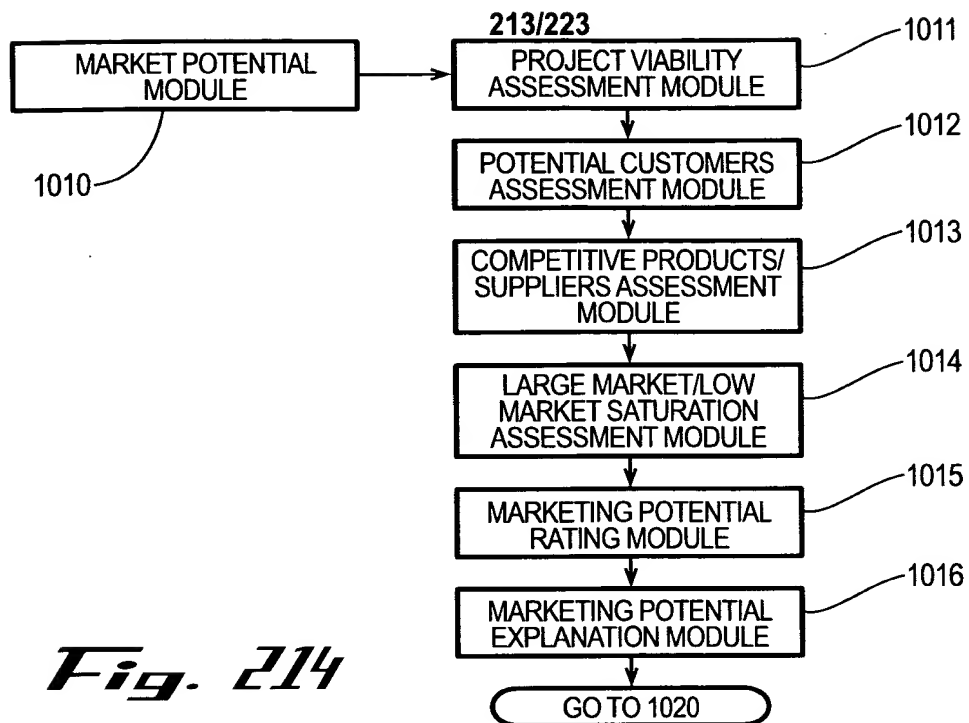 213/223
MARKET POTENTIAL
MODULE
1010
PROJECT VIABILITY
ASSESSMENT MODULE
1011
POTENTIAL CUSTOMERS
ASSESSMENT MODULE
1012
COMPETITIVE PRODUCTS/
SUPPLIERS ASSESSMENT
MODULE
1013
LARGE MARKET/LOW
MARKET SATURATION
ASSESSMENT MODULE
1014
MARKETING POTENTIAL
RATING MODULE
1015
MARKETING POTENTIAL
EXPLANATION MODULE
1016
GO TO 1020
Fig. 214